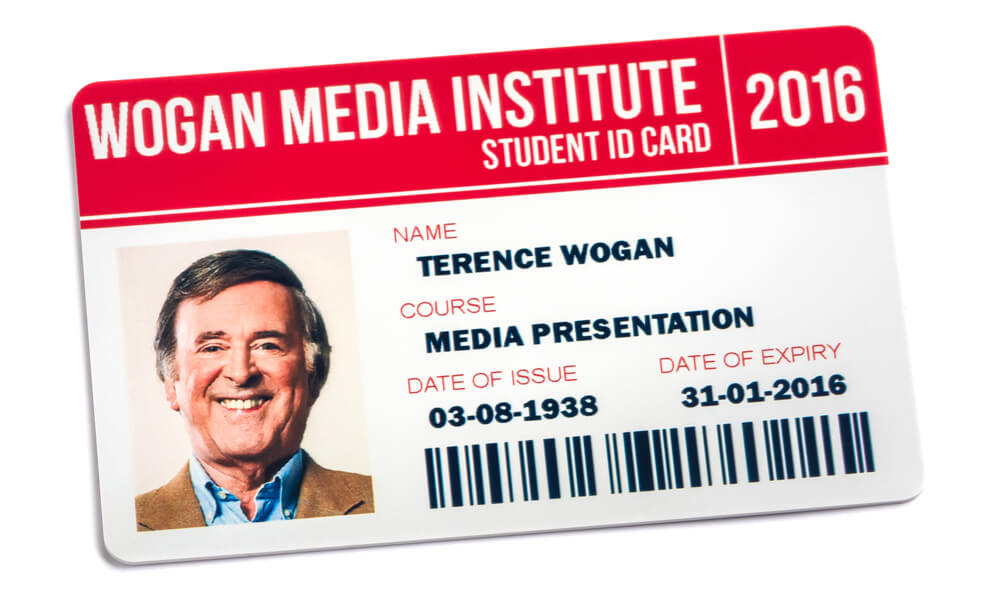 WOGAN MEDIA INSTITUTE
STUDENT ID CARD
2016
NAME
TERENCE WOGAN
COURSE
MEDIA PRESENTATION
DATE OF ISSUE
03-08-1938
DATE OF EXPIRY
31-01-2016